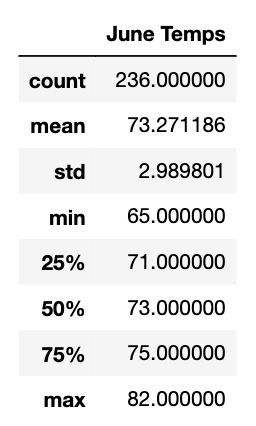 June Temps
count 236.000000
mean 73.271186
std 2.989801
min 65.000000
25% 71.000000
50% 73.000000
75% 75.000000
max 82.000000